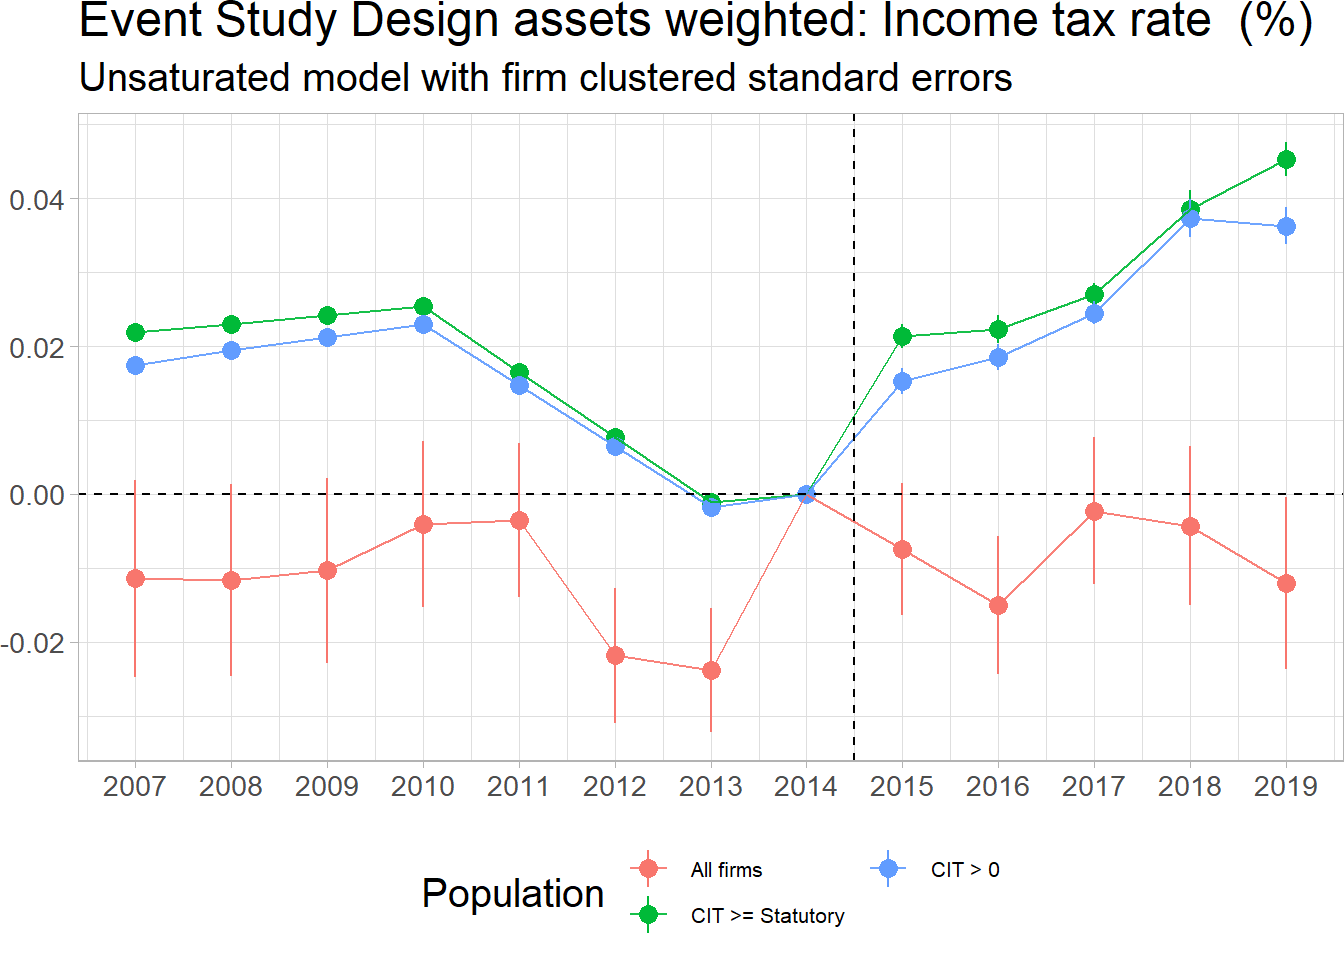 Event Study Design assets weighted: Income tax rate  (%)
Unsaturated model with firm clustered standard errors
0.04
0.02
0.00
-0.02
2007 2008 2009 2010 2011 2012 2013 2014 2015 2016 2017 2018 2019
Population
All firms
CIT >= Statutory
CIT > 0